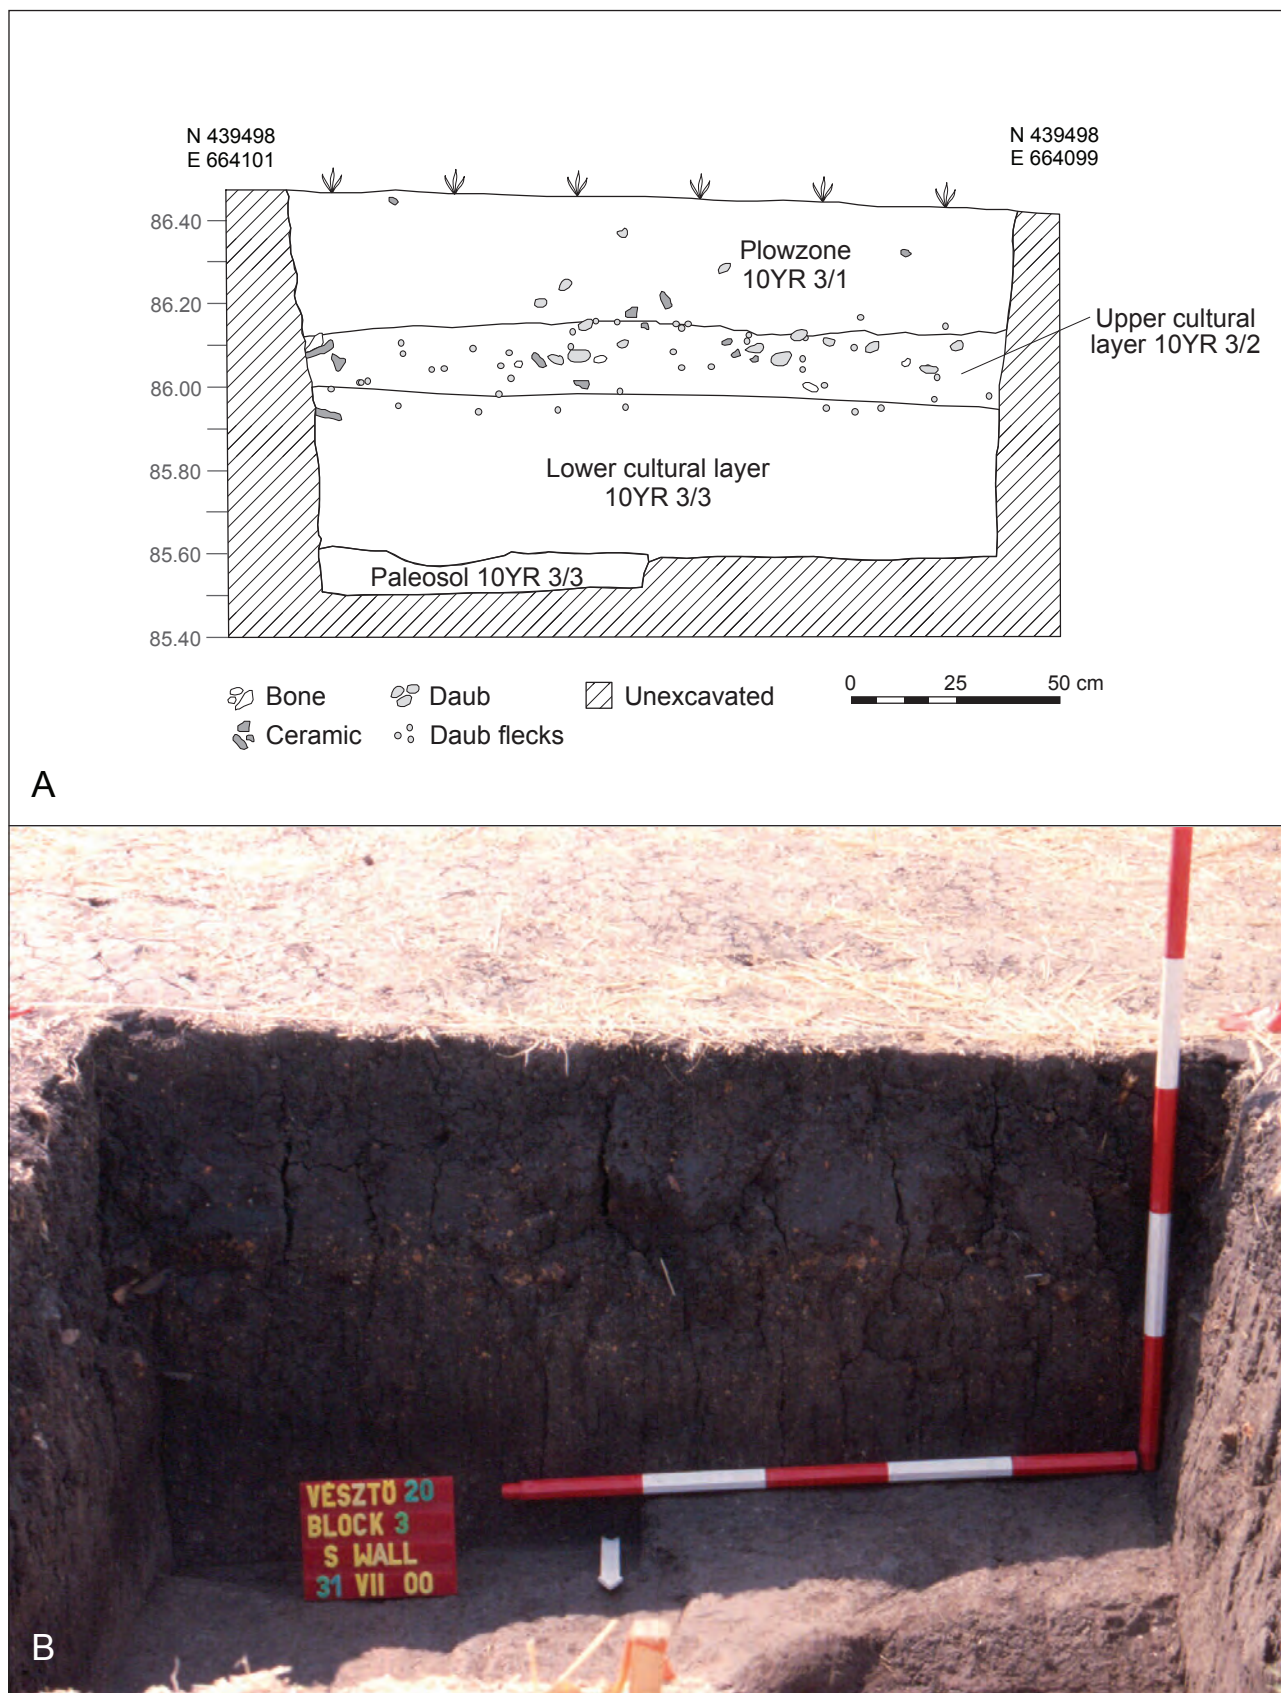 N 439498
E 664101
N 439498
E 664099
86.40
86.20
86.00
85.80
85.60
85.40
Plowzone
10YR 3/1
Upper cultural
layer 10YR 3/2
Lower cultural layer
10YR 3/3
Paleosol 10YR 3/3
Bone
Daub
Unexcavated
Ceramic
Daub flecks
0 25 50 cm
A
VÉSZTŐ 20
BLOCK 3
S WALL
31 VII 00
B